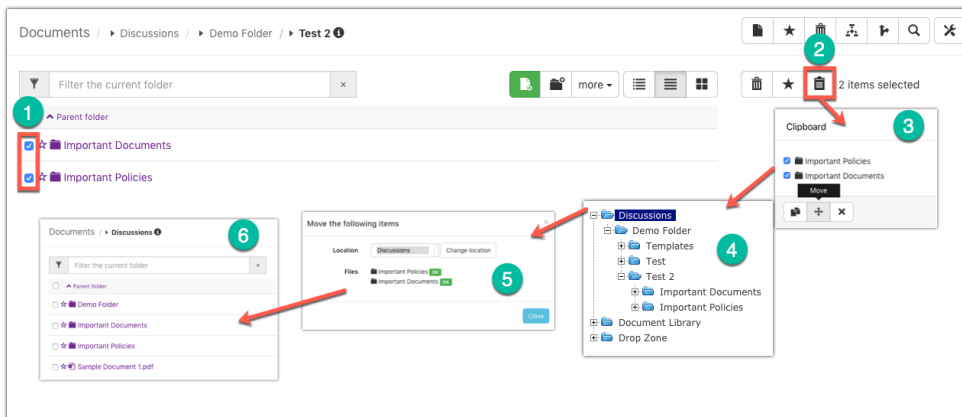 Documents / ▸ Discussions / ▸ Demo Folder / ▸ Test 2
2
Filter the current folder ×
more
2 items selected
1
Parent folder
Important Documents
Important Policies
Clipboard
3
Important Policies
Important Documents
Move
Documents / ▸ Discussions
6
Filter the current folder ×
Parent folder
Demo Folder
Important Documents
Important Policies
Sample Document 1.pdf
Move the following items ×
Location Discussions Change location
Files Important Policies OK
Important Documents OK
5
Close
Discussions
Demo Folder
4
Templates
Test
Test 2
Important Documents
Important Policies
Document Library
Drop Zone